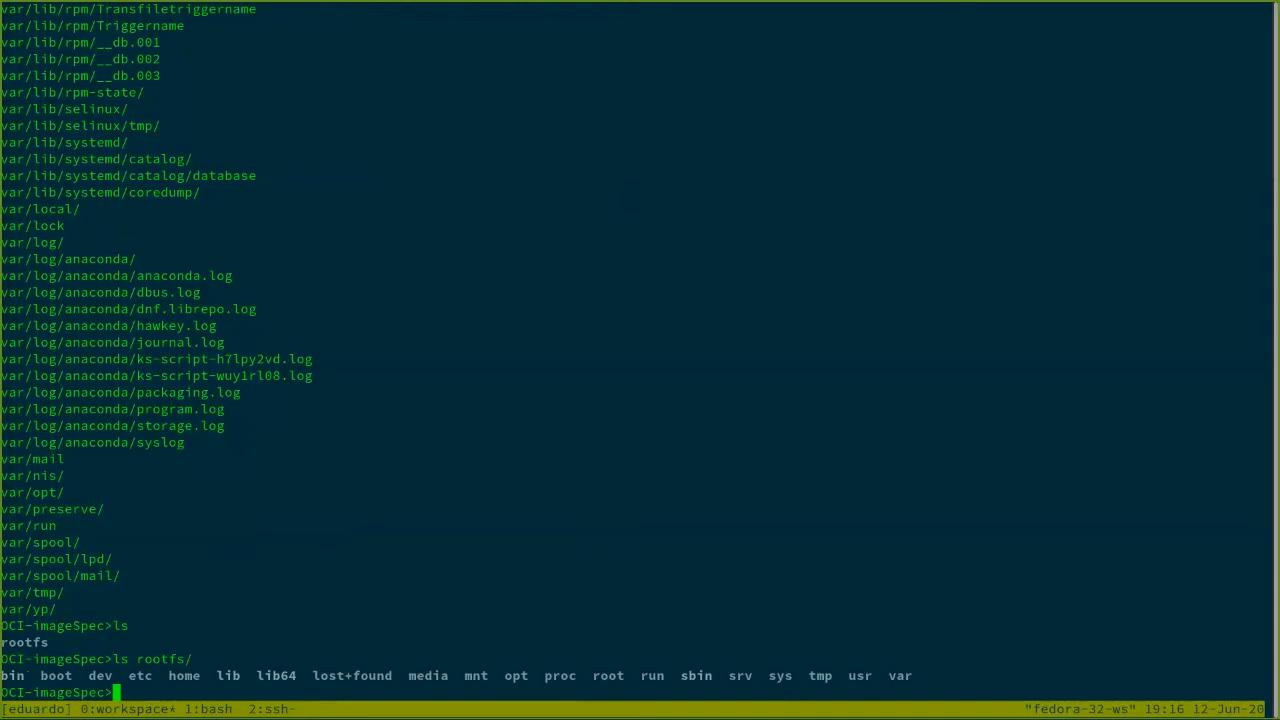 var/lib/rpm/Transfiletriggername
var/lib/rpm/Triggername
var/lib/rpm/__db.001
var/lib/rpm/__db.002
var/lib/rpm/__db.003
var/lib/rpm-state/
var/lib/selinux/
var/lib/selinux/tmp/
var/lib/systemd/
var/lib/systemd/catalog/
var/lib/systemd/catalog/database
var/lib/systemd/coredump/
var/local/
var/lock
var/log/
var/log/anaconda/
var/log/anaconda/anaconda.log
var/log/anaconda/dbus.log
var/log/anaconda/dnf.librepo.log
var/log/anaconda/hawkey.log
var/log/anaconda/journal.log
var/log/anaconda/ks-script-h7lpy2vd.log
var/log/anaconda/ks-script-wuy1rl08.log
var/log/anaconda/packaging.log
var/log/anaconda/program.log
var/log/anaconda/storage.log
var/log/anaconda/syslog
var/mail
var/nis/
var/opt/
var/preserve/
var/run
var/spool/
var/spool/lpd/
var/spool/mail/
var/tmp/
var/yp/
OCI-imageSpec>ls
rootfs
OCI-imageSpec>ls rootfs/
bin boot dev etc home lib lib64 lost+found media mnt opt proc root run sbin srv sys tmp usr var
OCI-imageSpec>
[eduardo] 0:workspace* 1:bash 2:ssh- "fedora-32-ws" 19:16 12-Jun-20